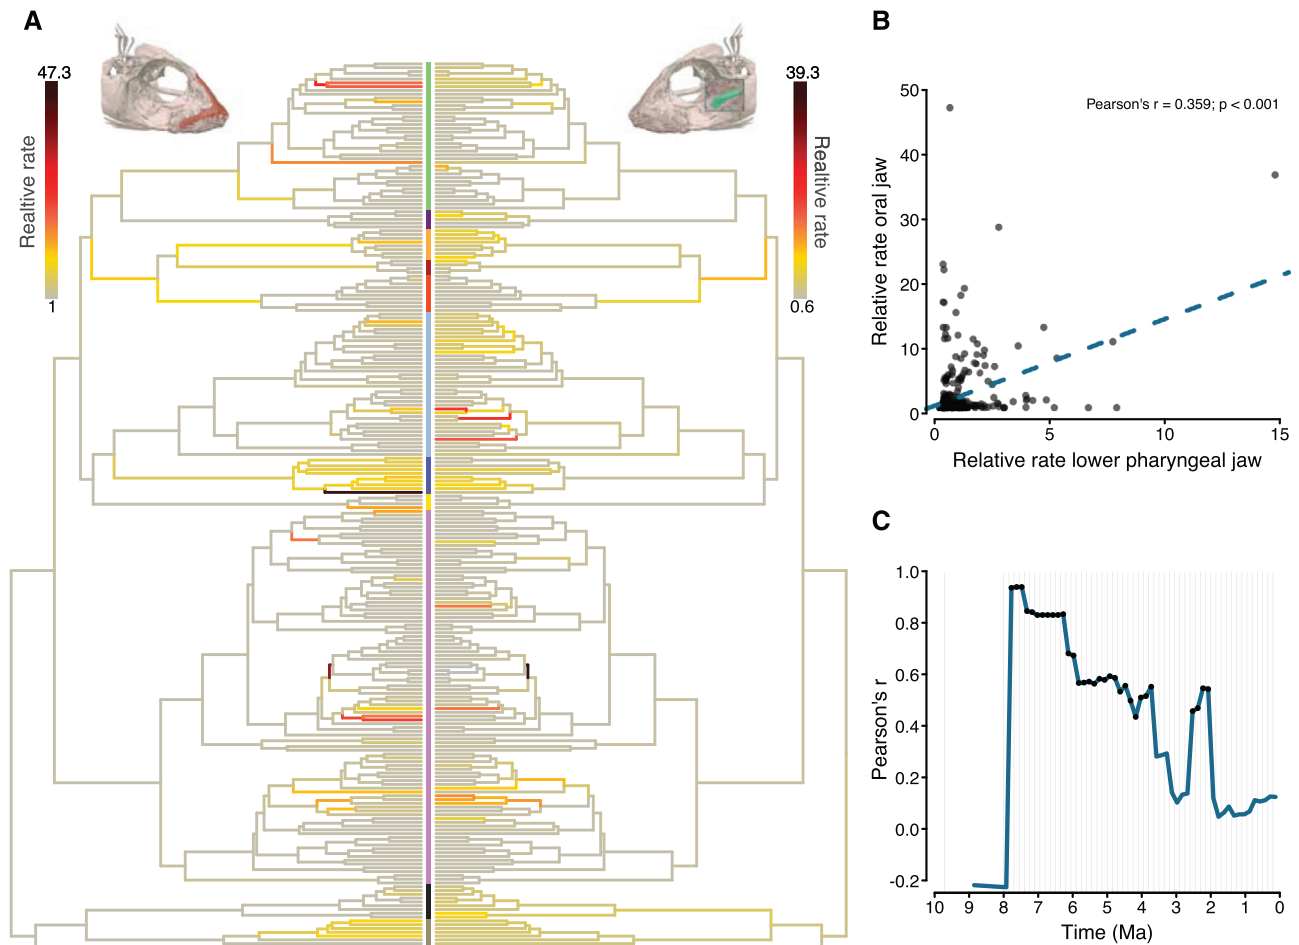 A
47.3
Realtive rate
1
39.3
Realtive rate
0.6
B
Pearson's r = 0.359; p < 0.001
Relative rate oral jaw
50
40
30
20
10
0
0 5 10 15
Relative rate lower pharyngeal jaw
C
Pearson's r
1.0
0.8
0.6
0.4
0.2
0.0
-0.2
10 9 8 7 6 5 4 3 2 1 0
Time (Ma)